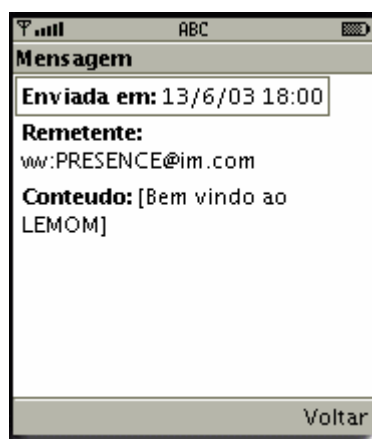 ABC
Mensagem
Enviada em: 13/6/03 18:00
Remetente:
wv:PRESENCE@im.com
Conteudo: [Bem vindo ao
LEMOM]
Voltar